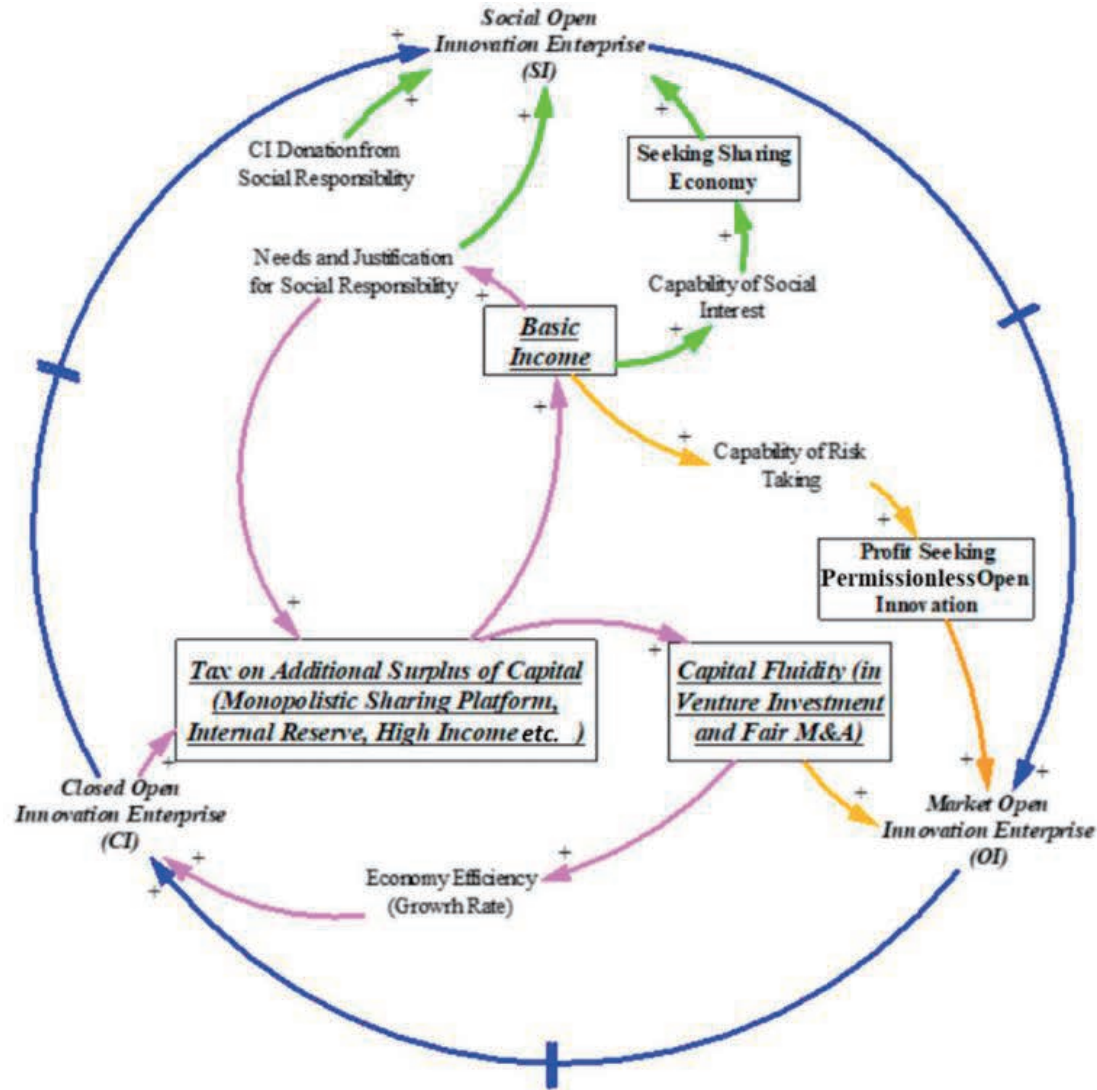 Social Open
Innovation Enterprise
(SI)
+
+
+
+
CI Donation from
Social Responsibility
Seeking Sharing
Economy
+
Needs and Justification
for Social Responsibility
Capability of Social
Interest
+
+
Basic
Income
+
+
Capability of Risk
Taking
+
Profit Seeking
Permissionless Open
Innovation
+
+
Tax on Additional Surplus of Capital
(Monopolistic Sharing Platform,
Internal Reserve, High Income etc. )
Capital Fluidity (in
Venture Investment
and Fair M&A)
+
+
+
Closed Open
Innovation Enterprise
(CI)
+
Market Open
Innovation Enterprise
(OI)
+
+
+
Economy Efficiency
(Growrh Rate)